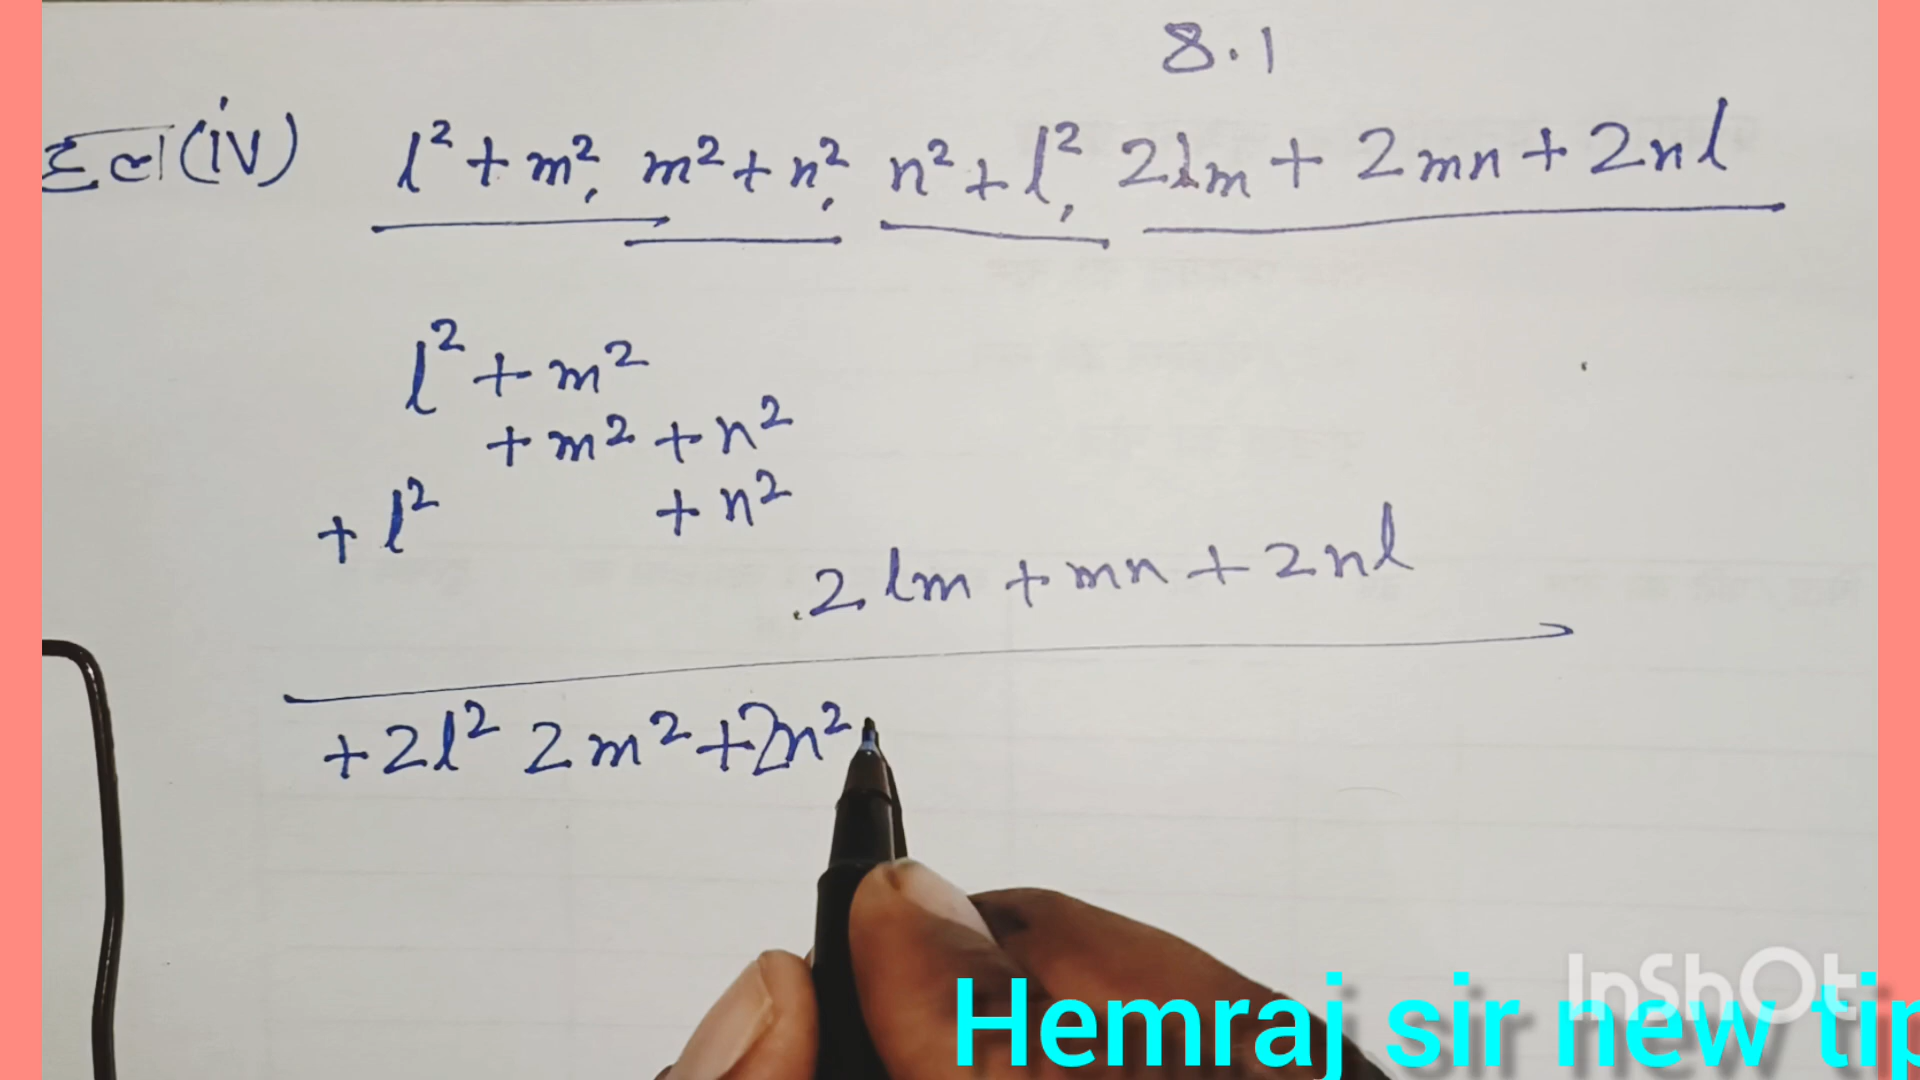 8.1
हल (iv) l² + m², m² + n², n² + l², 2lm + 2mn + 2nl
l² + m²
+ m² + n²
+ l² + n²
2lm + mn + 2nl
+ 2l² 2m² + 2n²
InShOt
Hemraj sir new tip